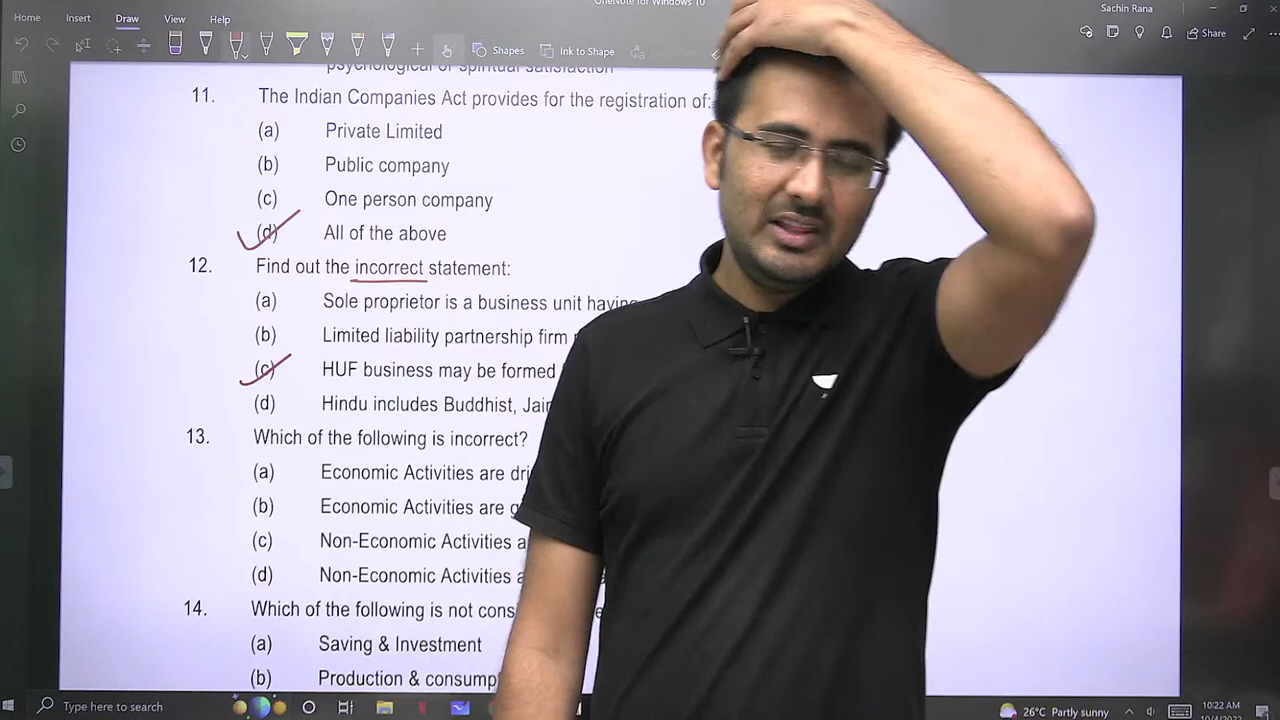 OneNote for Windows 10
Sachin Rana
Home Insert Draw View Help
Shapes Ink to Shape Share
psychological or spiritual satisfaction
11. The Indian Companies Act provides for the registration of:
(a) Private Limited
(b) Public company
(c) One person company
(d) All of the above
12. Find out the incorrect statement:
(a) Sole proprietor is a business unit having
(b) Limited liability partnership firm
(c) HUF business may be formed
(d) Hindu includes Buddhist, Jain
13. Which of the following is incorrect?
(a) Economic Activities are
(b) Economic Activities are
(c) Non-Economic Activities
(d) Non-Economic Activities
14. Which of the following is not
(a) Saving & Investment
(b) Production &
Type here to search
26°C Partly sunny
10:22 AM